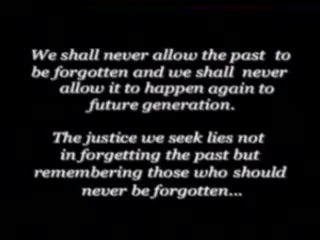 We shall never allow the past to
be forgotten and we shall never
allow it to happen again to
future generation.
The justice we seek lies not
in forgetting the past but
remembering those who should
never be forgotten...